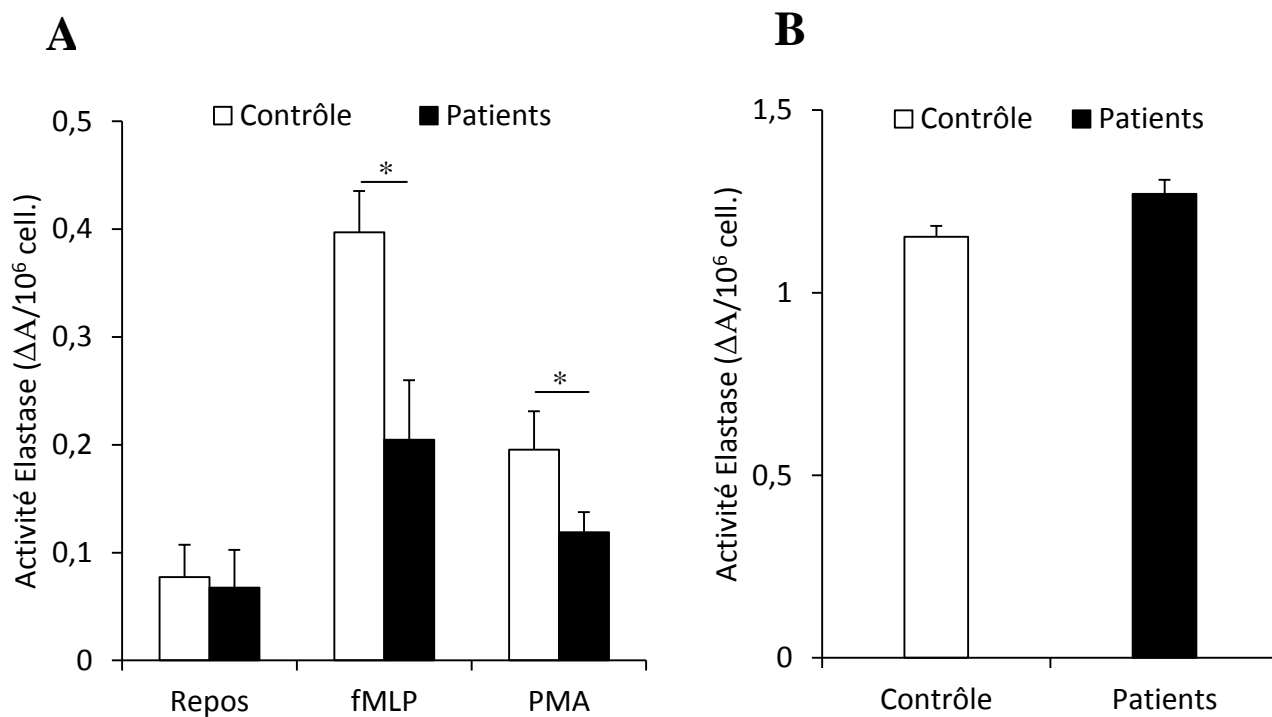 A
Contrôle Patients
0,5
0,4
0,3
0,2
0,1
0
Activité Elastase (ΔA/10⁶ cell.)
*
*
Repos fMLP PMA
B
Contrôle Patients
1,5
1
0,5
0
Activité Elastase (ΔA/10⁶ cell.)
Contrôle Patients